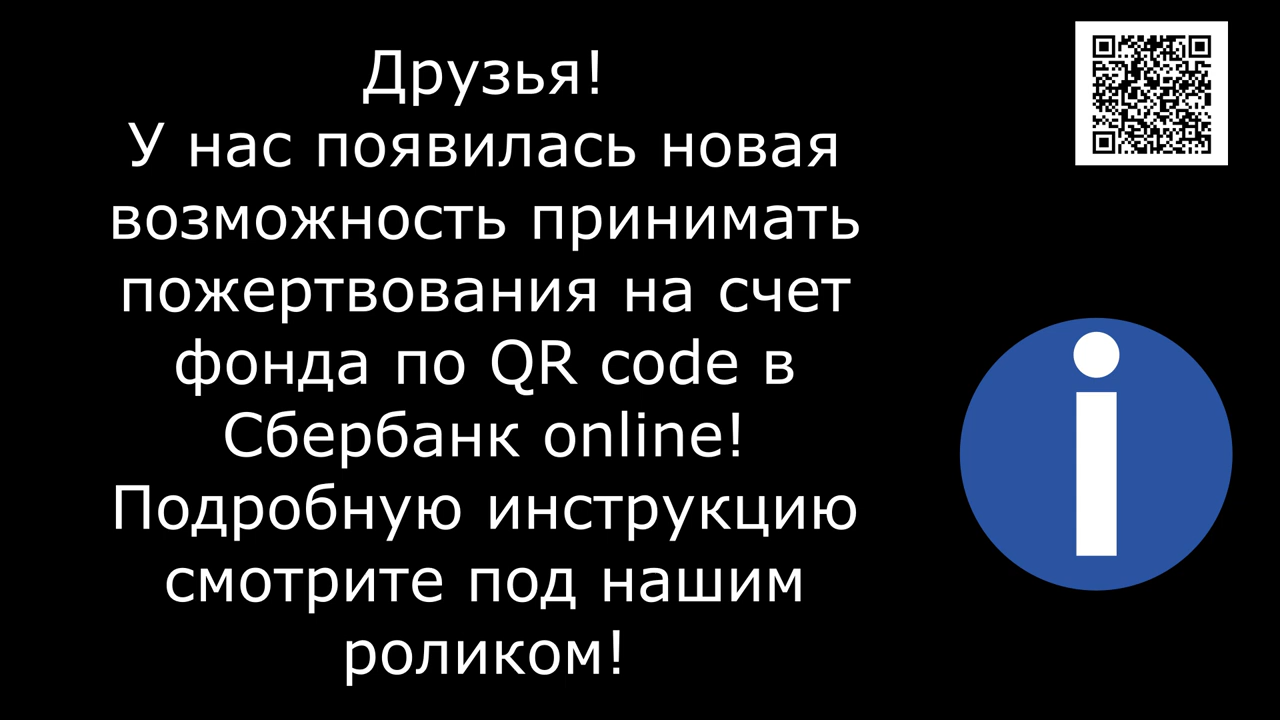 Друзья!
У нас появилась новая
возможность принимать
пожертвования на счет
фонда по QR code в
Сбербанк online!
Подробную инструкцию
смотрите под нашим
роликом!
i